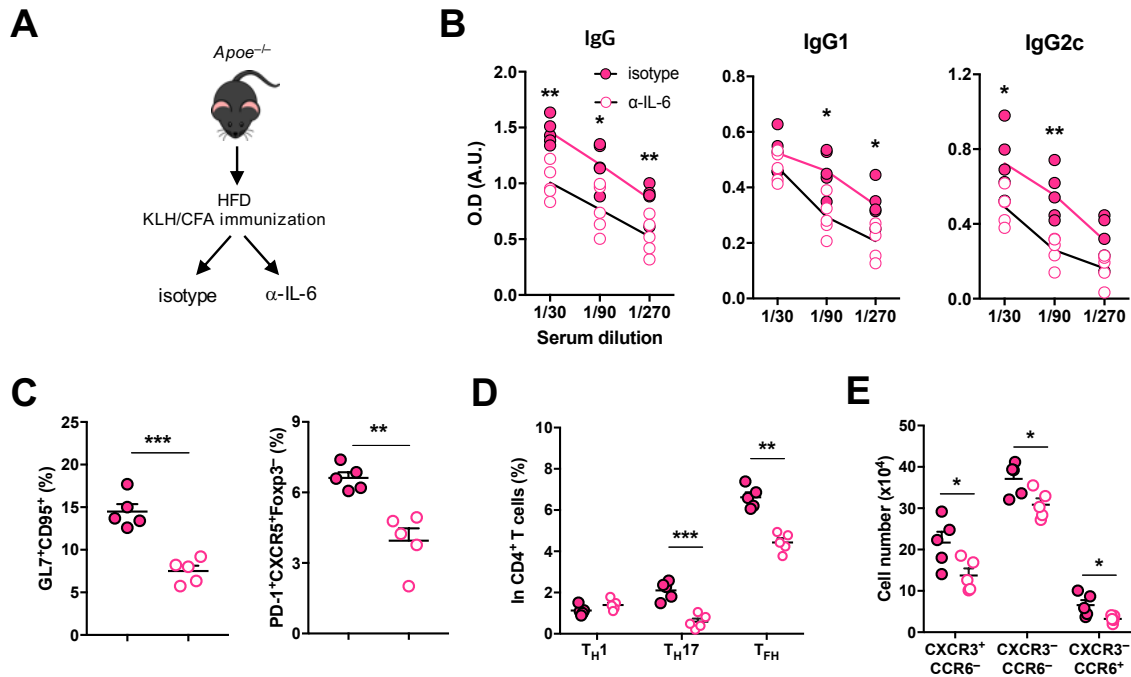 A
Apoe⁻/⁻
HFD
KLH/CFA immunization
isotype
α-IL-6
B
IgG
IgG1
IgG2c
isotype
α-IL-6
O.D (A.U.)
2.0
1.5
1.0
0.5
0.0
** * **
1/30 1/90 1/270
Serum dilution
0.8
0.6
0.4
0.2
0.0
* *
1/30 1/90 1/270
1.2
0.8
0.4
0.0
* **
1/30 1/90 1/270
C
GL7⁺CD95⁺ (%)
25
20
15
10
5
0
***
PD-1⁺CXCR5⁺Foxp3⁻ (%)
9
6
3
0
**
D
In CD4⁺ T cells (%)
10
8
6
4
2
0
*** **
T_H1 T_H17 T_FH
E
Cell number (x10⁴)
50
40
30
20
10
0
* * *
CXCR3⁺ CXCR3⁻ CXCR3⁻
CCR6⁻ CCR6⁻ CCR6⁺